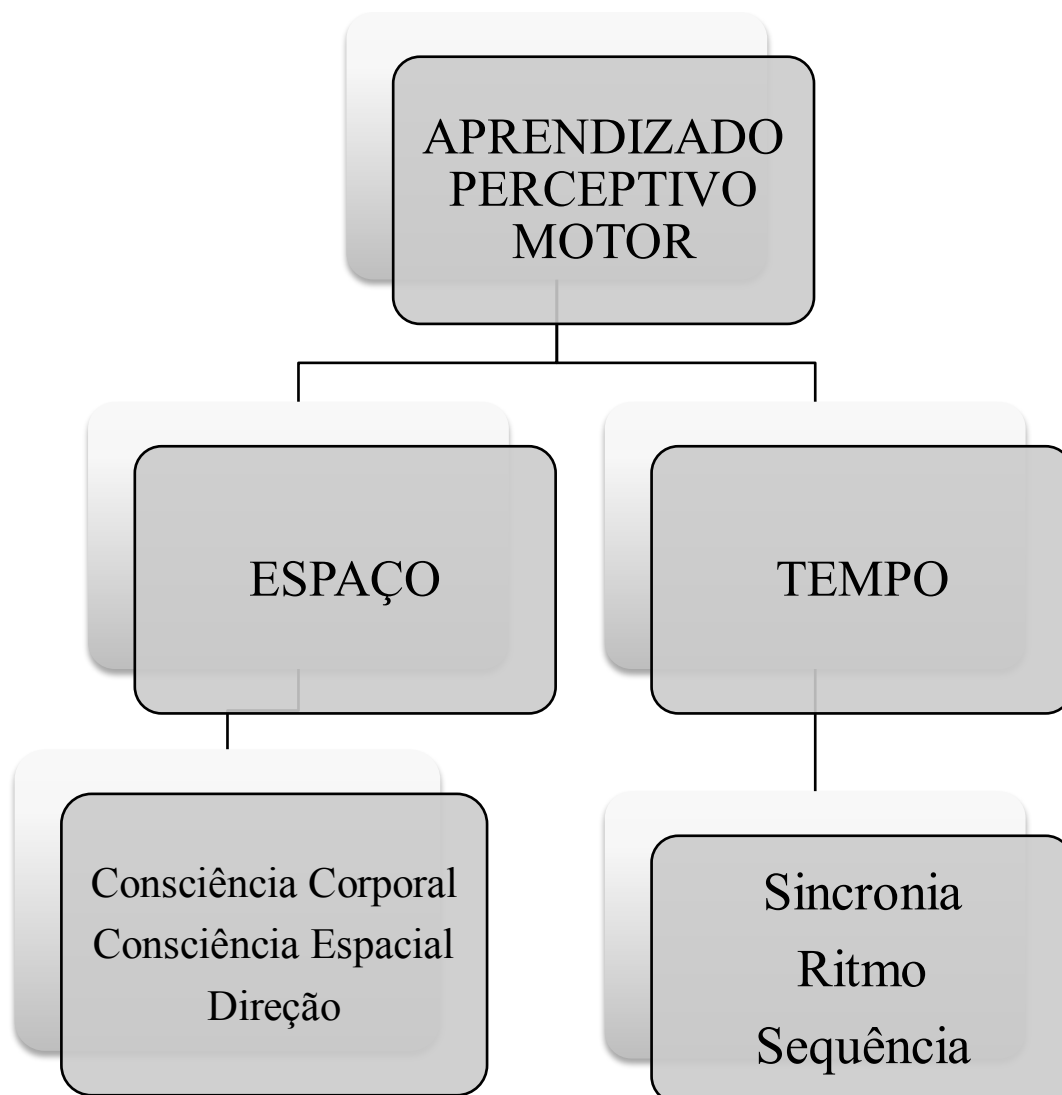 APRENDIZADO
PERCEPTIVO
MOTOR
ESPAÇO
TEMPO
Consciência Corporal
Consciência Espacial
Direção
Sincronia
Ritmo
Sequência